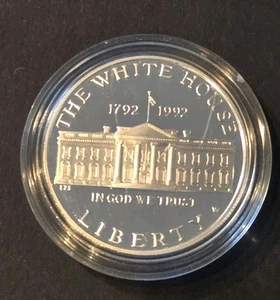 THE WHITE HOUSE
1792 1992
IN GOD WE TRUST
LIBERTY